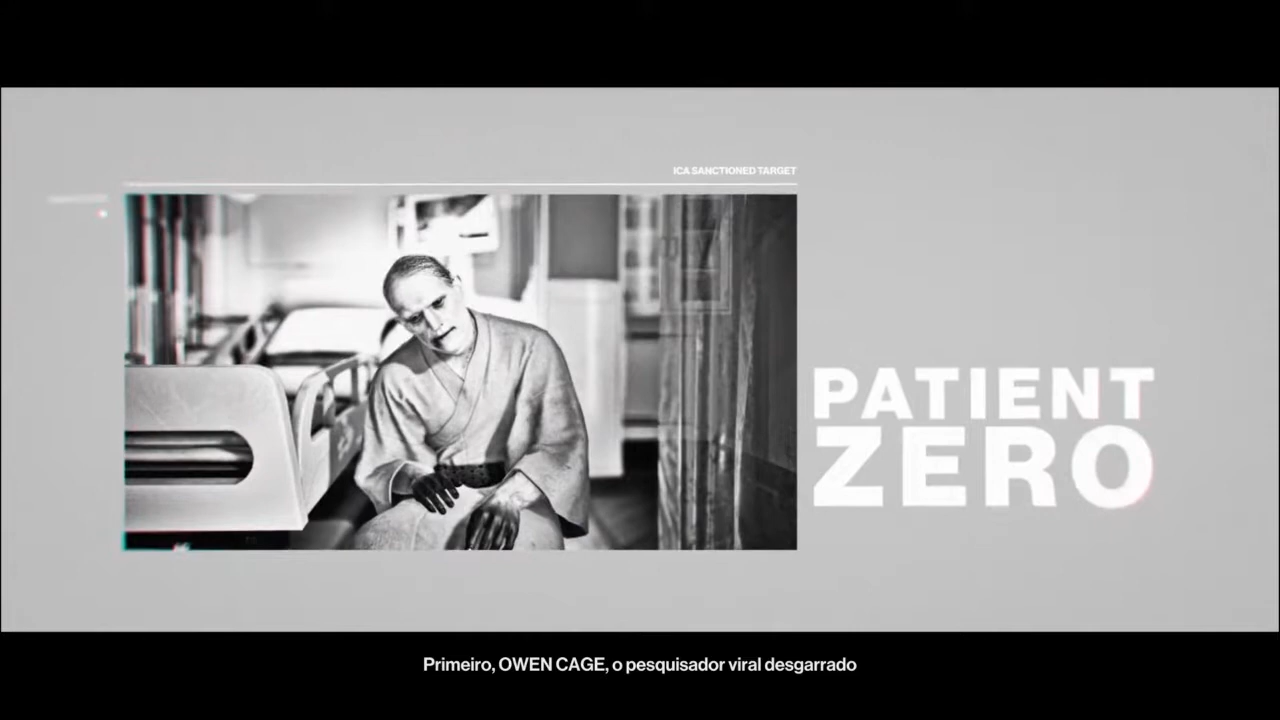 ICA SANCTIONED TARGET
PATIENT
ZERO
Primeiro, OWEN CAGE, o pesquisador viral desgarrado